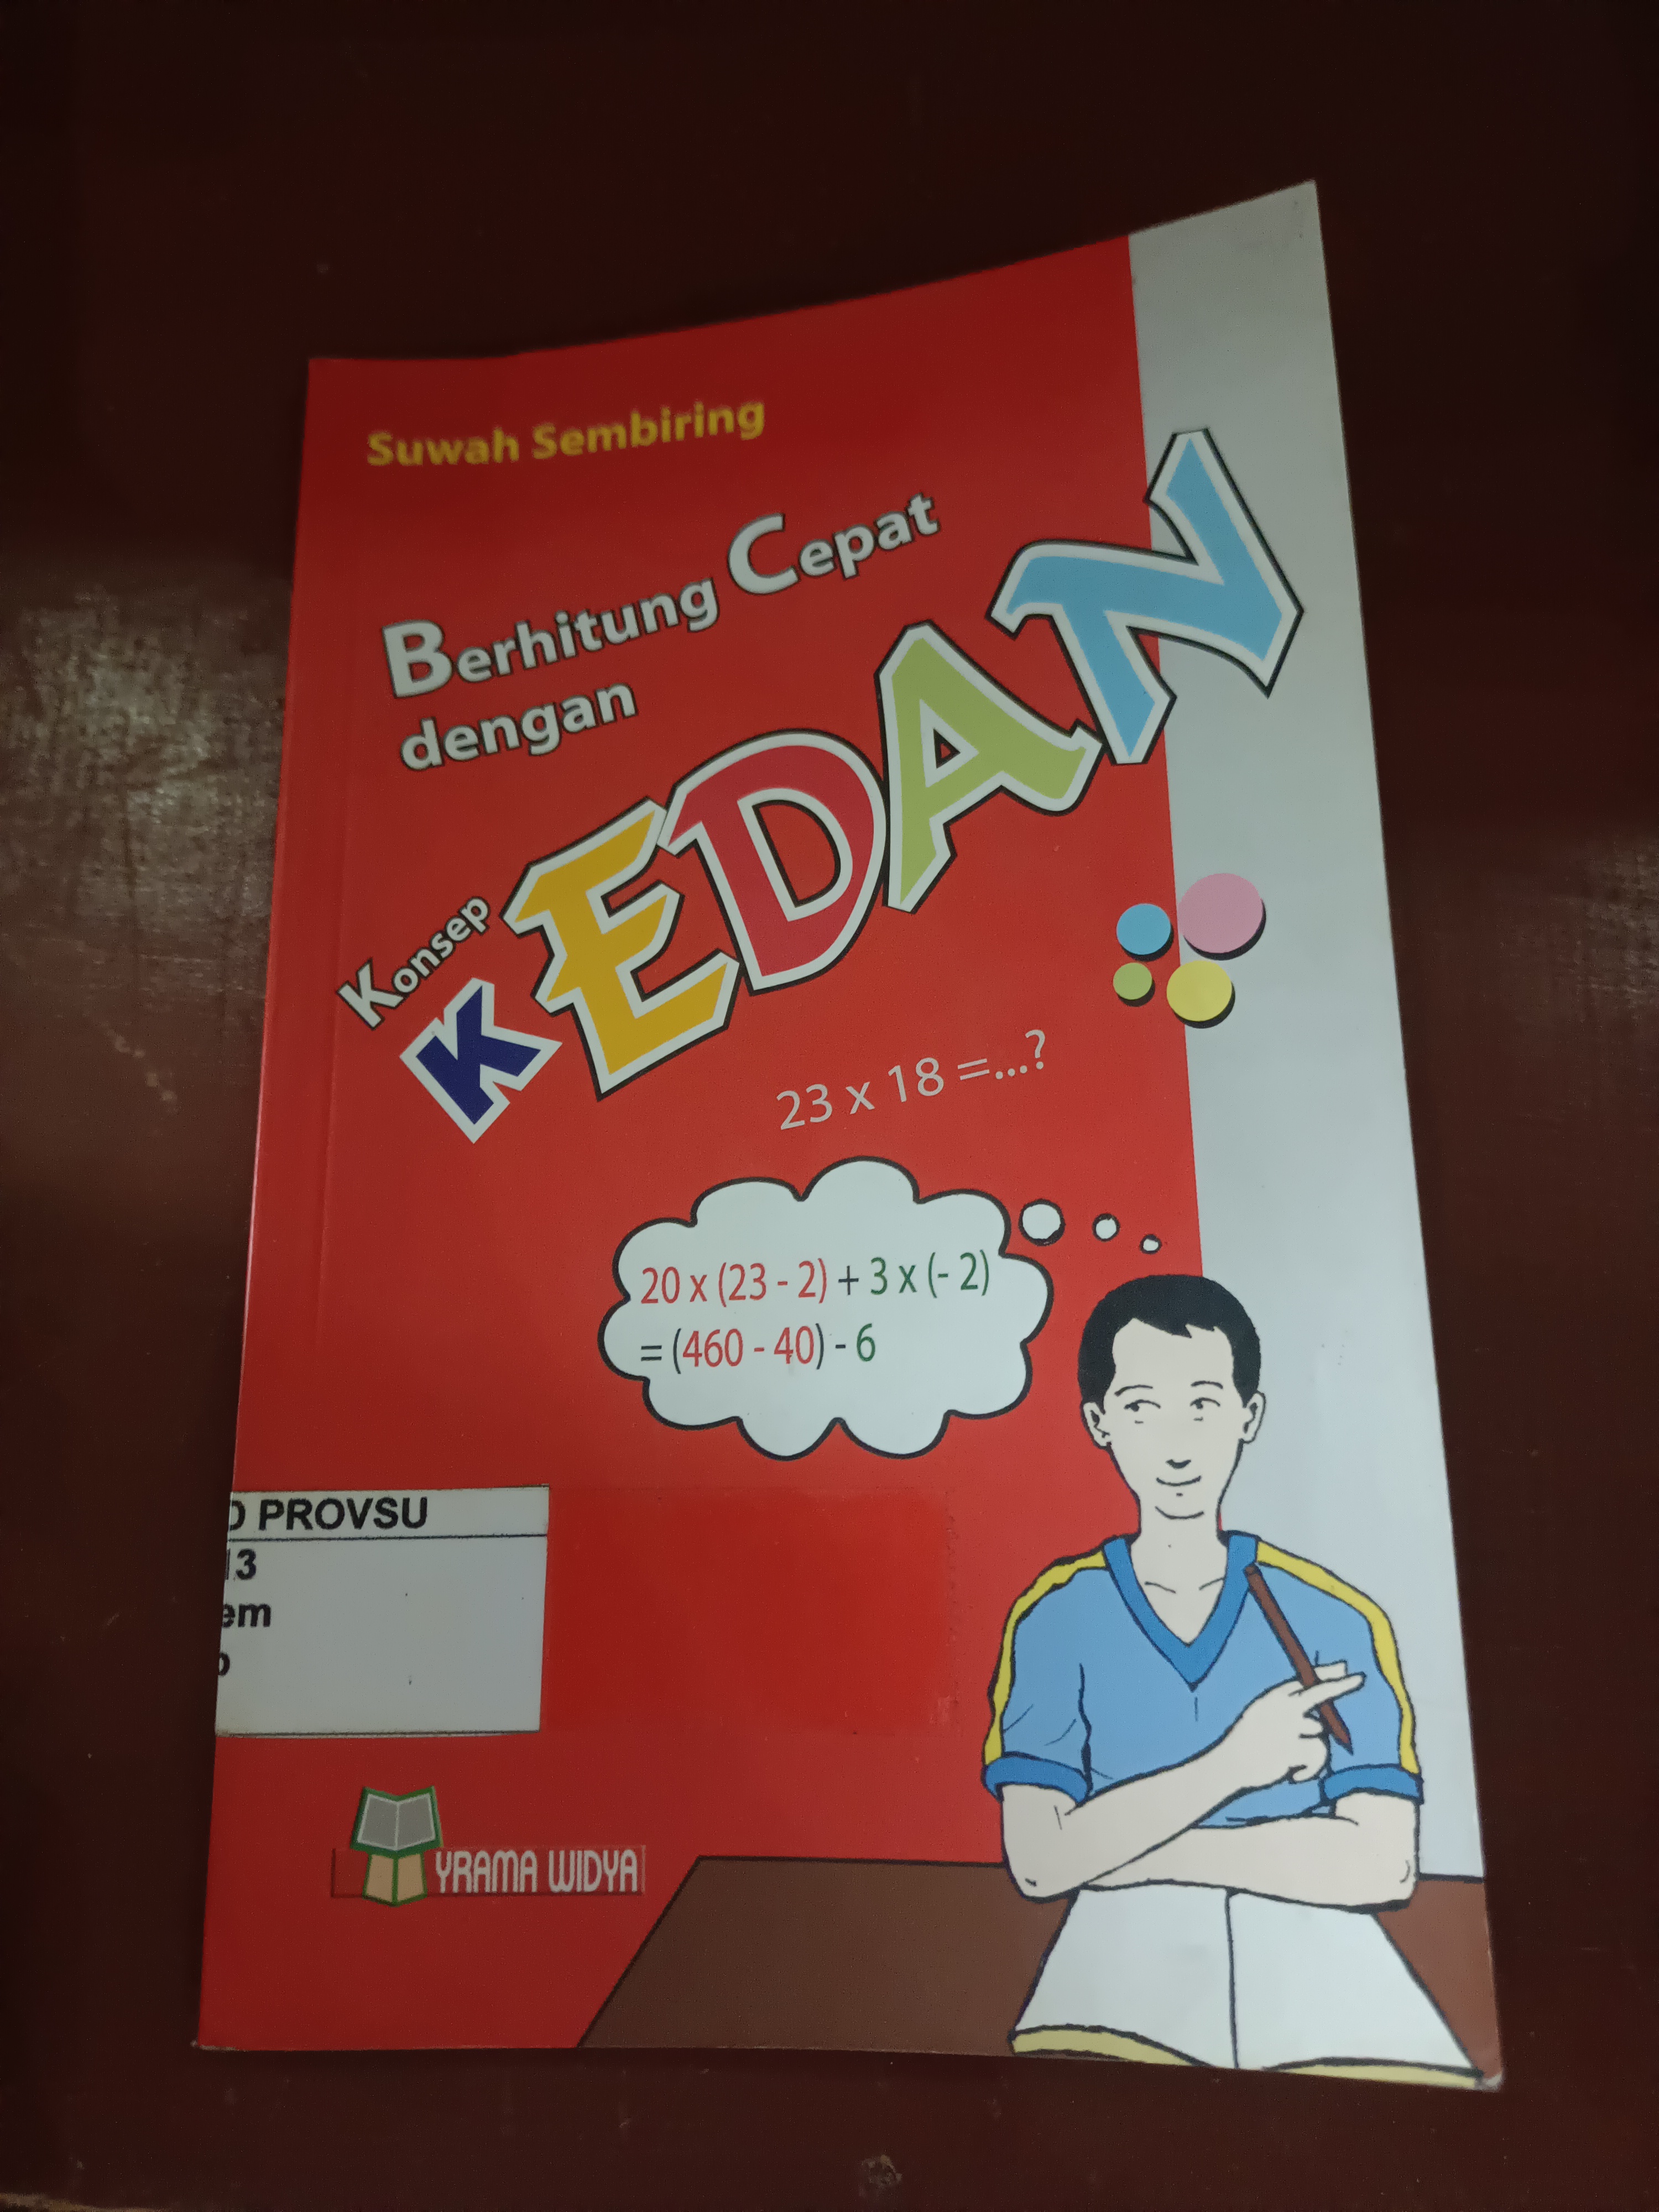 Suwah Sembiring
Berhitung Cepat
dengan
Konsep
KEDAN
23 x 18 =...?
20 x (23 - 2) + 3 x (- 2)
= (460 - 40) - 6
PROVSU
13
em
YRAMA WIDYA